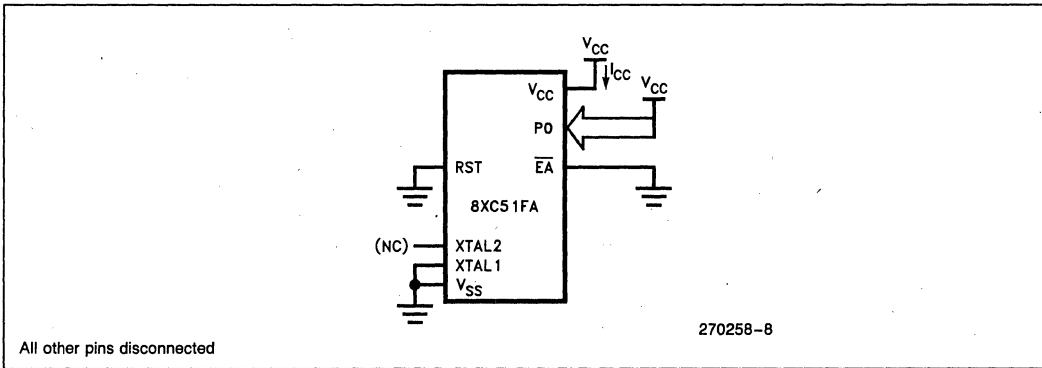 VCC
ICC
VCC
VCC
P0
RST
EA
8XC51FA
(NC)
XTAL2
XTAL1
VSS
270258-8
All other pins disconnected